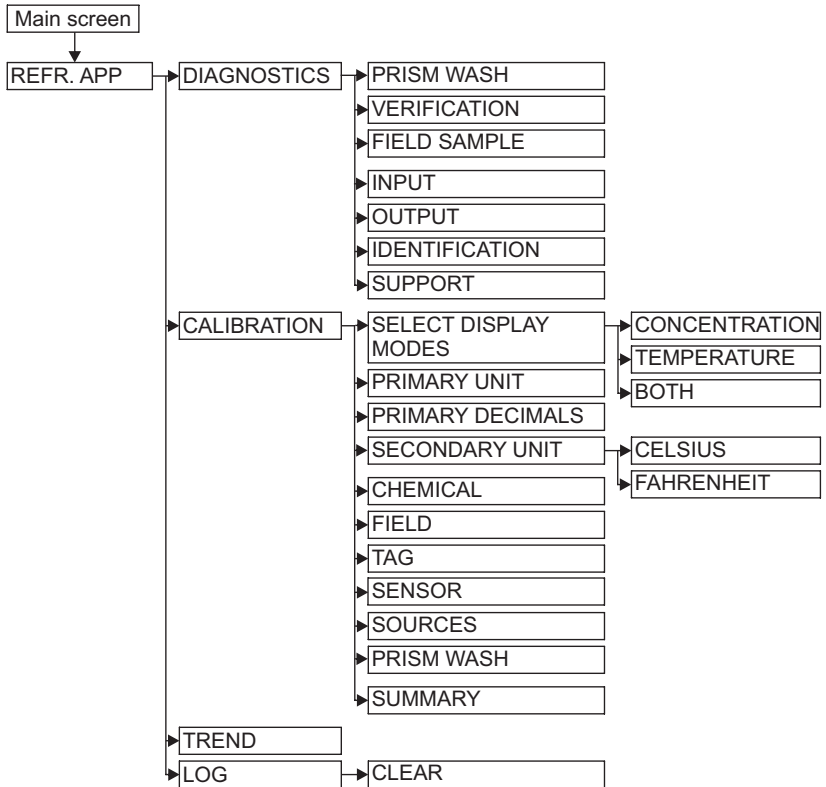 Main screen
REFR. APP
DIAGNOSTICS
PRISM WASH
VERIFICATION
FIELD SAMPLE
INPUT
OUTPUT
IDENTIFICATION
SUPPORT
CALIBRATION
SELECT DISPLAY
MODES
CONCENTRATION
TEMPERATURE
BOTH
PRIMARY UNIT
PRIMARY DECIMALS
SECONDARY UNIT
CELSIUS
FAHRENHEIT
CHEMICAL
FIELD
TAG
SENSOR
SOURCES
PRISM WASH
SUMMARY
TREND
LOG
CLEAR